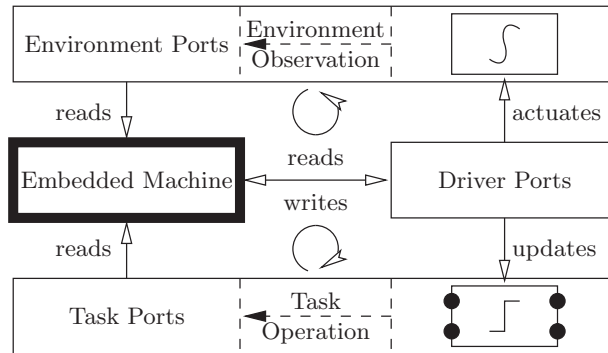 Environment Ports
Environment
Observation
reads
actuates
Embedded Machine
reads
writes
Driver Ports
reads
updates
Task Ports
Task
Operation